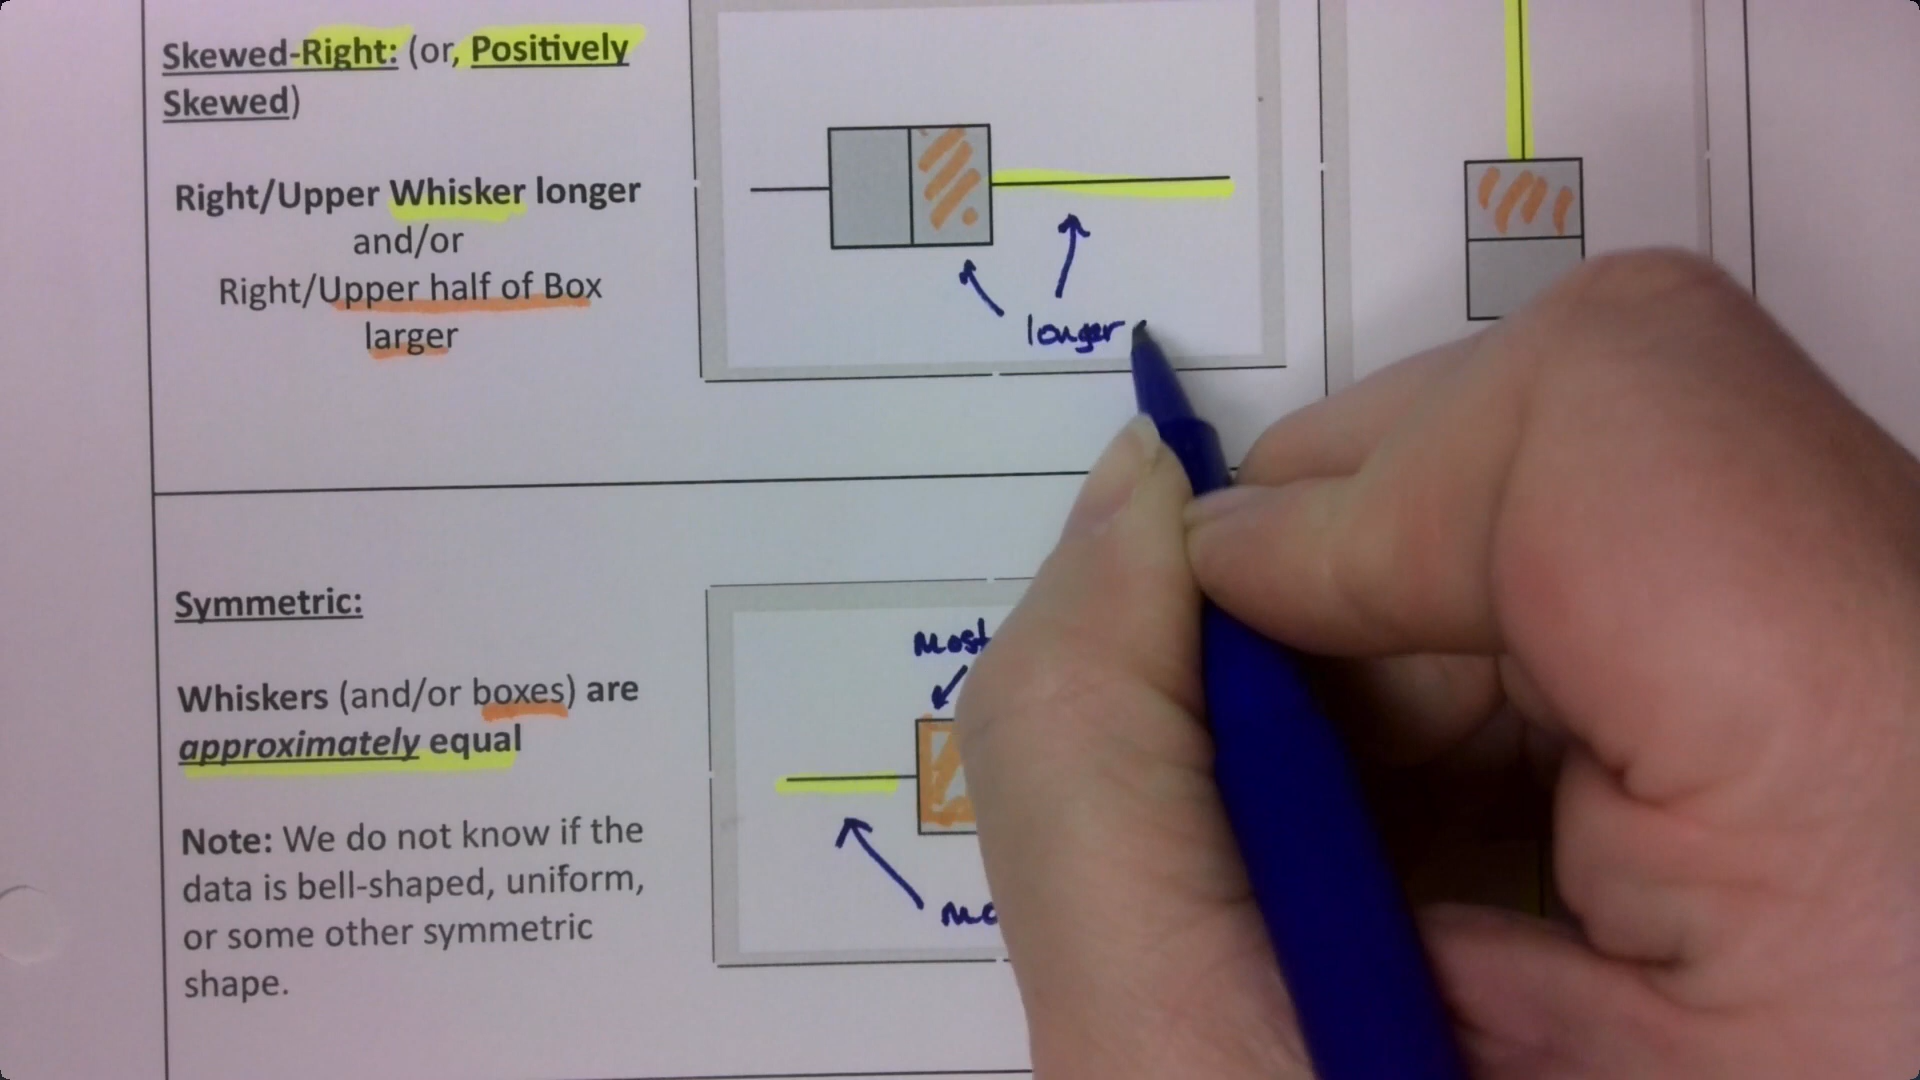 Skewed-Right: (or, Positively
Skewed)
Right/Upper Whisker longer
and/or
Right/Upper half of Box
larger
longer
Symmetric:
Most
Whiskers (and/or boxes) are
approximately equal
Note: We do not know if the
data is bell-shaped, uniform,
or some other symmetric
shape.